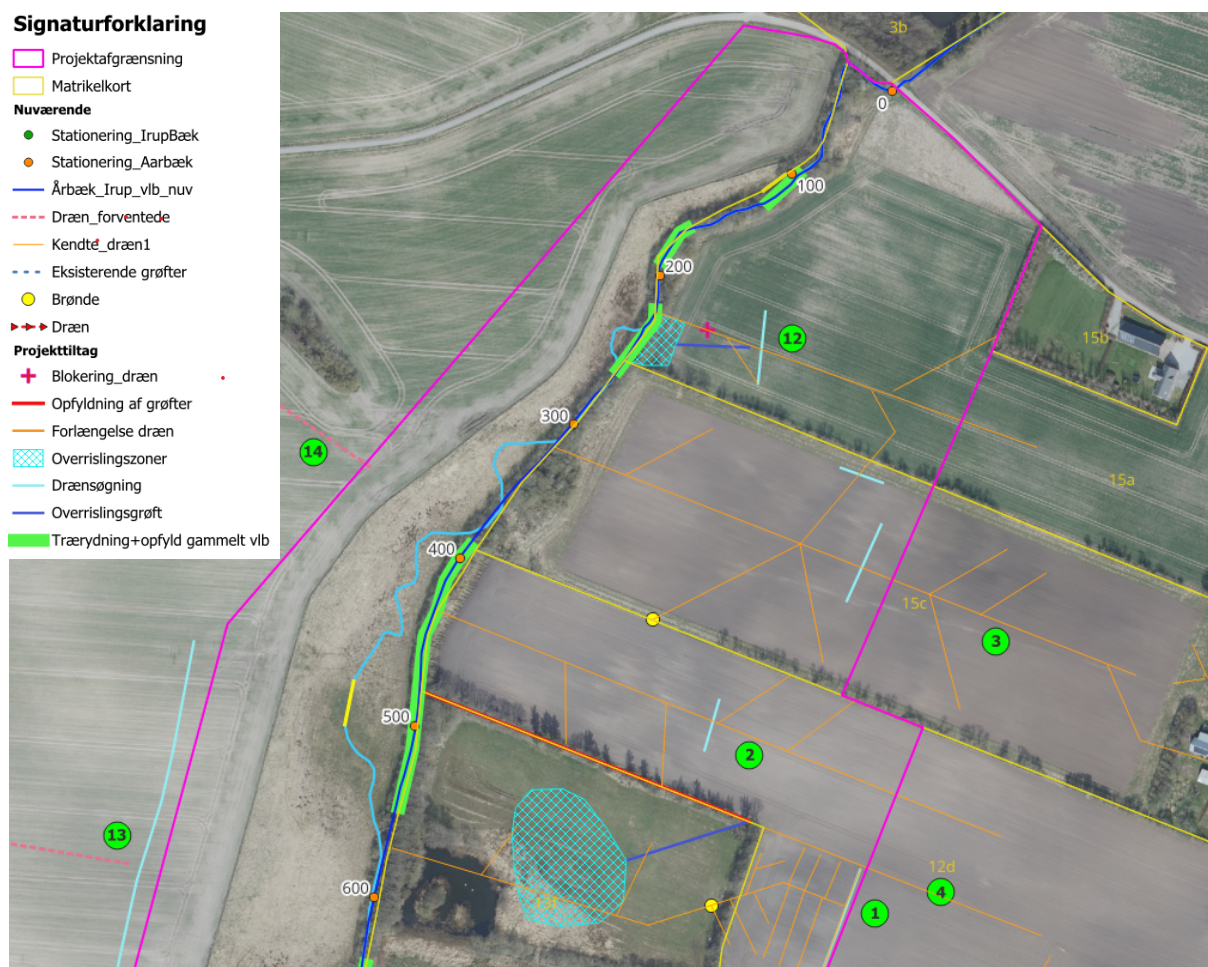 Signaturforklaring
Projektafgrænsning
Matrikelkort
Nuværende
Stationering_IrupBæk
Stationering_Aarbæk
Årbæk_Irup_vlb_nuv
Dræn_forventede
Kendte_dræn1
Eksisterende grøfter
Brønde
Dræn
Projekttiltag
Blokering_dræn
Opfyldning af grøfter
Forlængelse dræn
Overrislingszoner
Drænsøgning
Overrislingsgrøft
Trærydning+opfyld gammelt vlb
3b
0
100
200
12
15b
300
14
15a
400
15c
3
500
2
13
12d
600
4
1